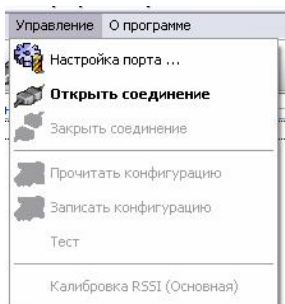 Управление О программе
Настройка порта ...
Открыть соединение
Закрыть соединение
Прочитать конфигурацию
Записать конфигурацию
Тест
Калибровка RSSI (Основная)